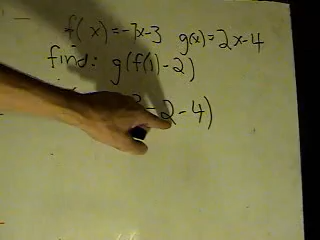 f(x)=-7x-3 g(x)=2x-4
find: g(f(1)-2)
-2-4)